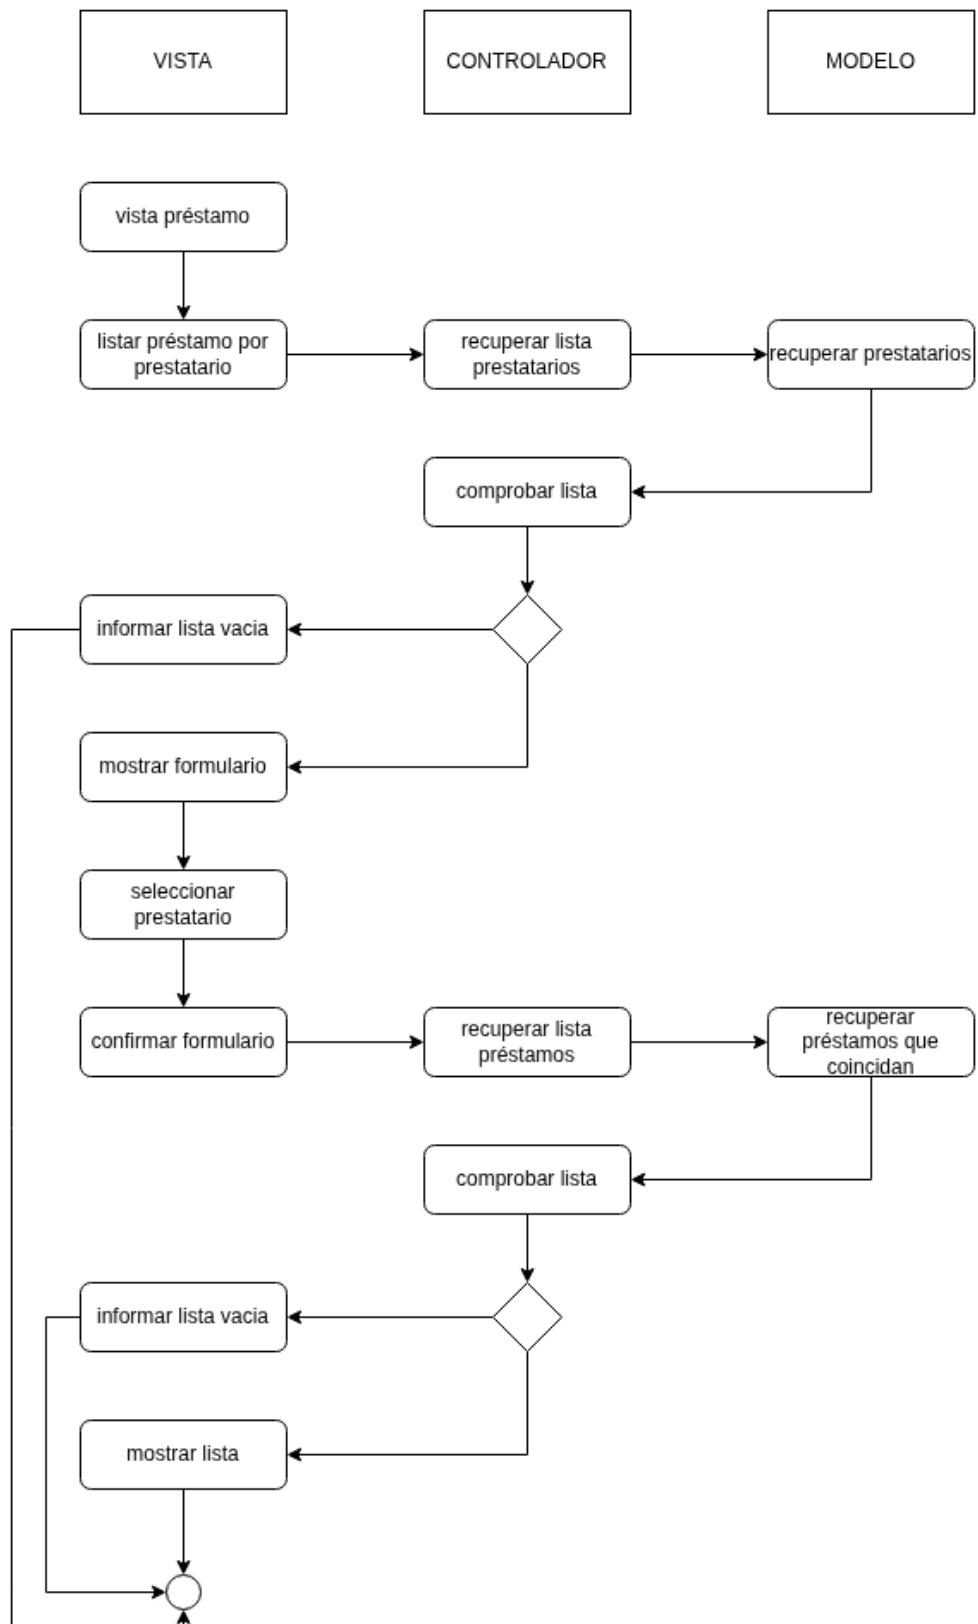 VISTA
CONTROLADOR
MODELO
vista préstamo
listar préstamo por
prestatario
recuperar lista
prestatarios
recuperar prestatarios
comprobar lista
informar lista vacia
mostrar formulario
seleccionar
prestatario
confirmar formulario
recuperar lista
préstamos
recuperar
préstamos que
coincidan
comprobar lista
informar lista vacia
mostrar lista